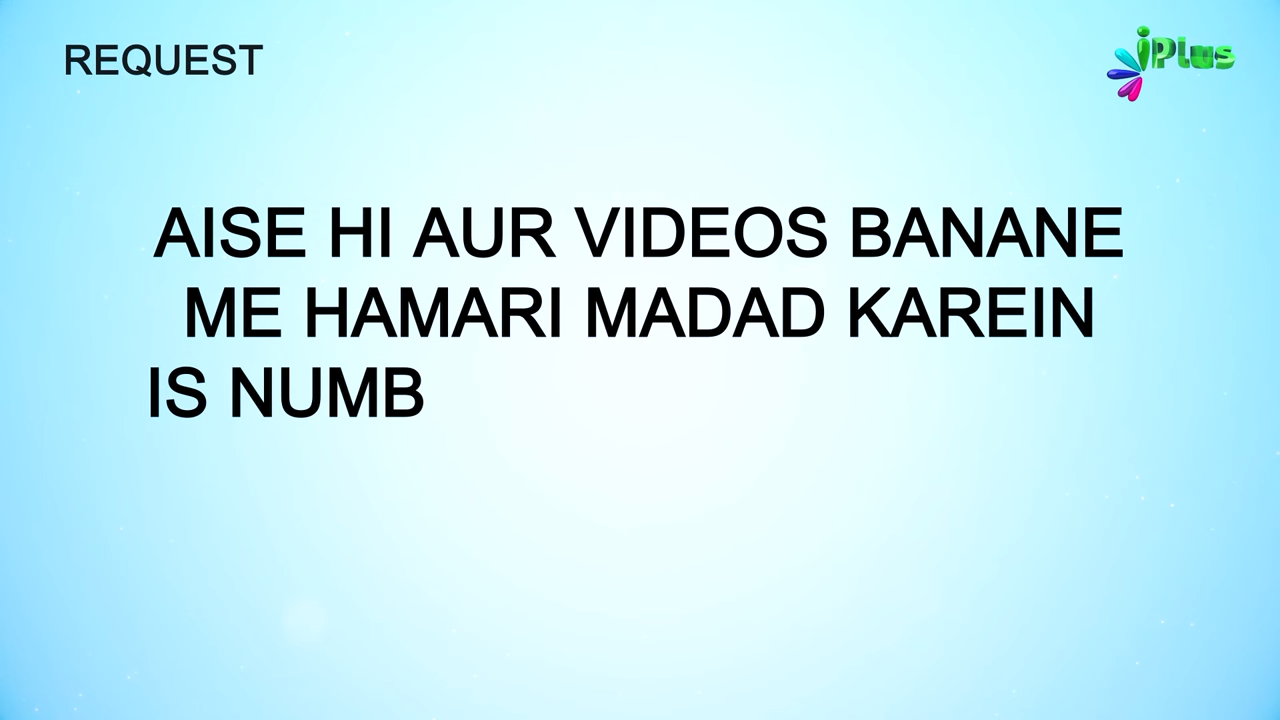 REQUEST
iPlus
AISE HI AUR VIDEOS BANANE
ME HAMARI MADAD KAREIN
IS NUMB